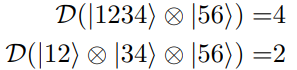 𝒟(|1234⟩ ⊗ |56⟩) =4
𝒟(|12⟩ ⊗ |34⟩ ⊗ |56⟩) =2